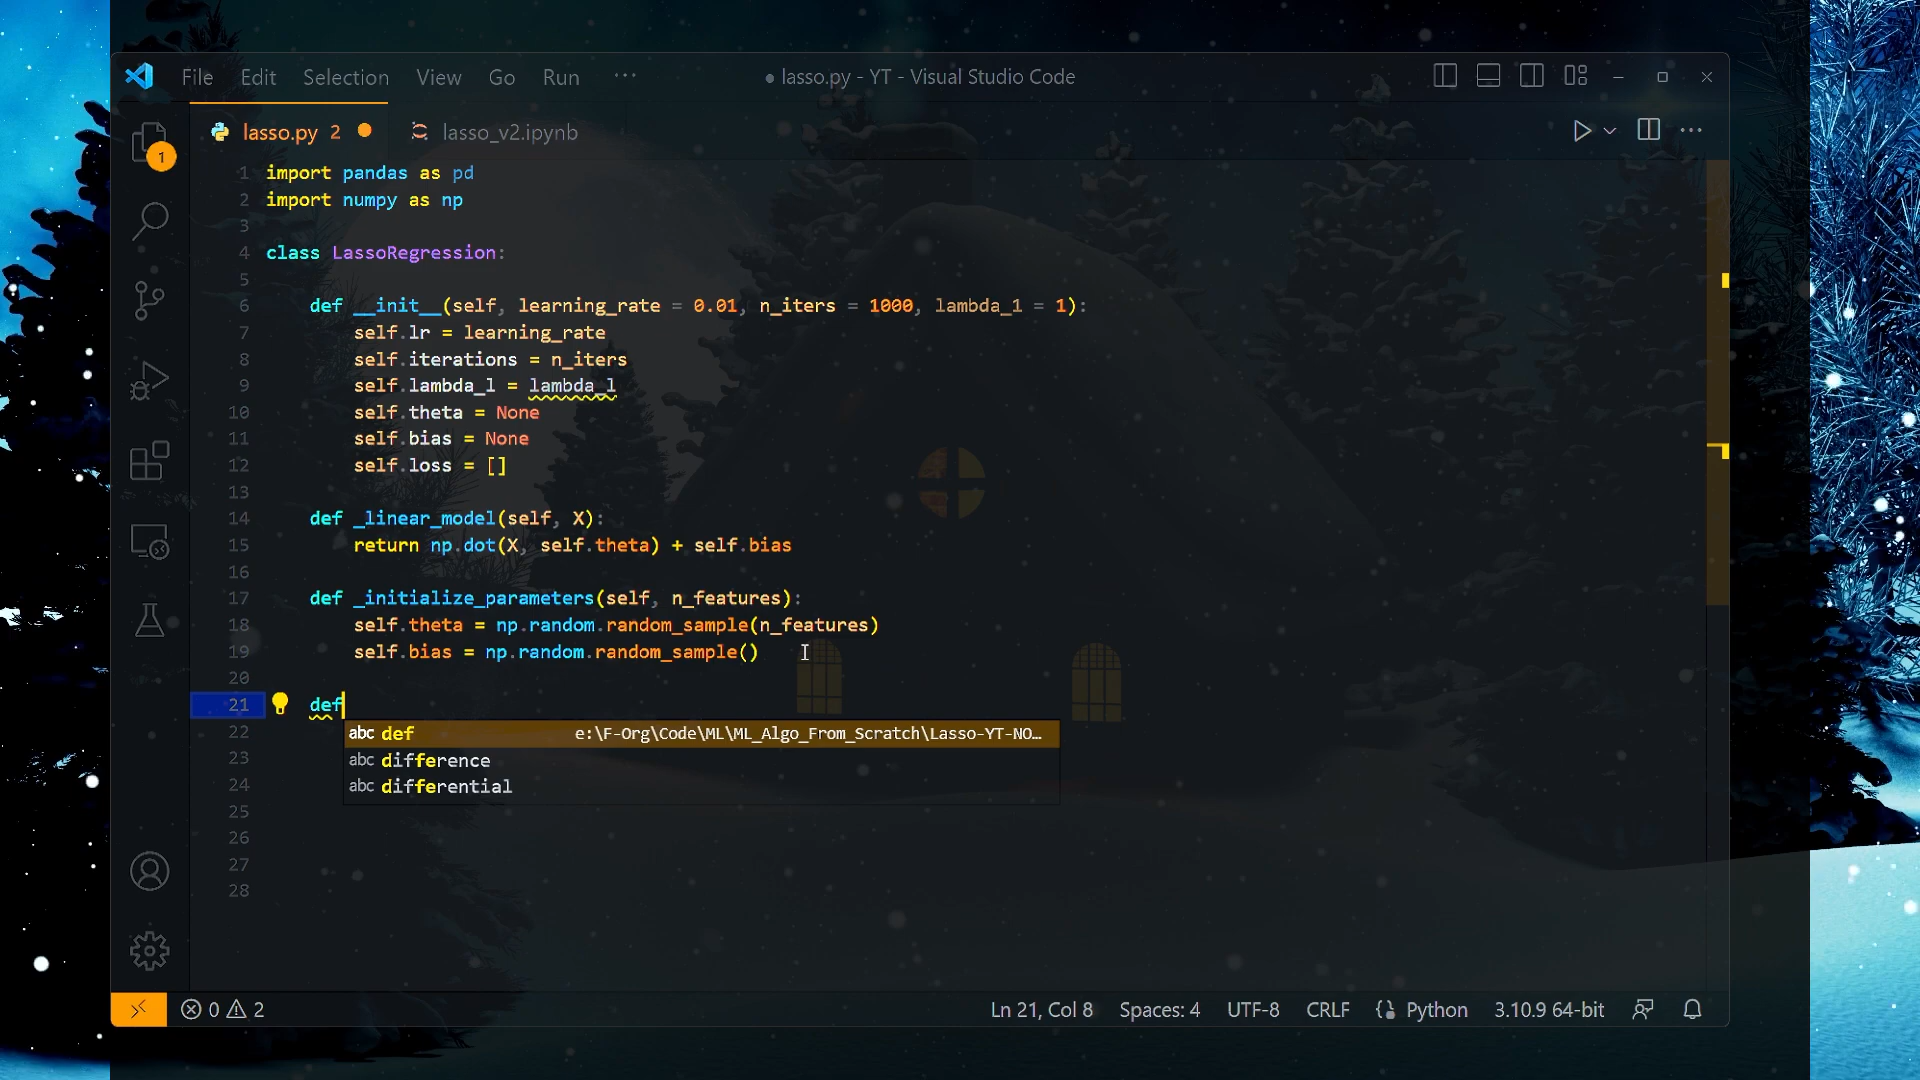 File Edit Selection View Go Run ···
● lasso.py - YT - Visual Studio Code
lasso.py 2 ●
lasso_v2.ipynb
1
1 import pandas as pd
2 import numpy as np
3
4 class LassoRegression:
5
6 def __init__(self, learning_rate = 0.01, n_iters = 1000, lambda_1 = 1):
7 self.lr = learning_rate
8 self.iterations = n_iters
9 self.lambda_l = lambda_l
10 self.theta = None
11 self.bias = None
12 self.loss = []
13
14 def _linear_model(self, X):
15 return np.dot(X, self.theta) + self.bias
16
17 def _initialize_parameters(self, n_features):
18 self.theta = np.random.random_sample(n_features)
19 self.bias = np.random.random_sample()
20
21 def
22
23
24
25
26
27
28
abc def e:\F-Org\Code\ML\ML_Algo_From_Scratch\Lasso-YT-NO…
abc difference
abc differential
0 2
Ln 21, Col 8 Spaces: 4 UTF-8 CRLF Python 3.10.9 64-bit